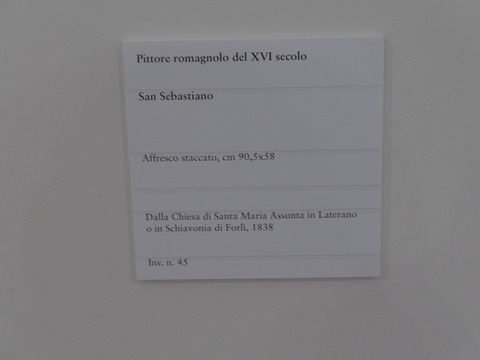 Pittore romagnolo del XVI secolo
San Sebastiano
Affresco staccato, cm 90,5x58
Dalla Chiesa di Santa Maria Assunta in Laterano
o in Schiavonia di Forlì, 1838
Inv. n. 45